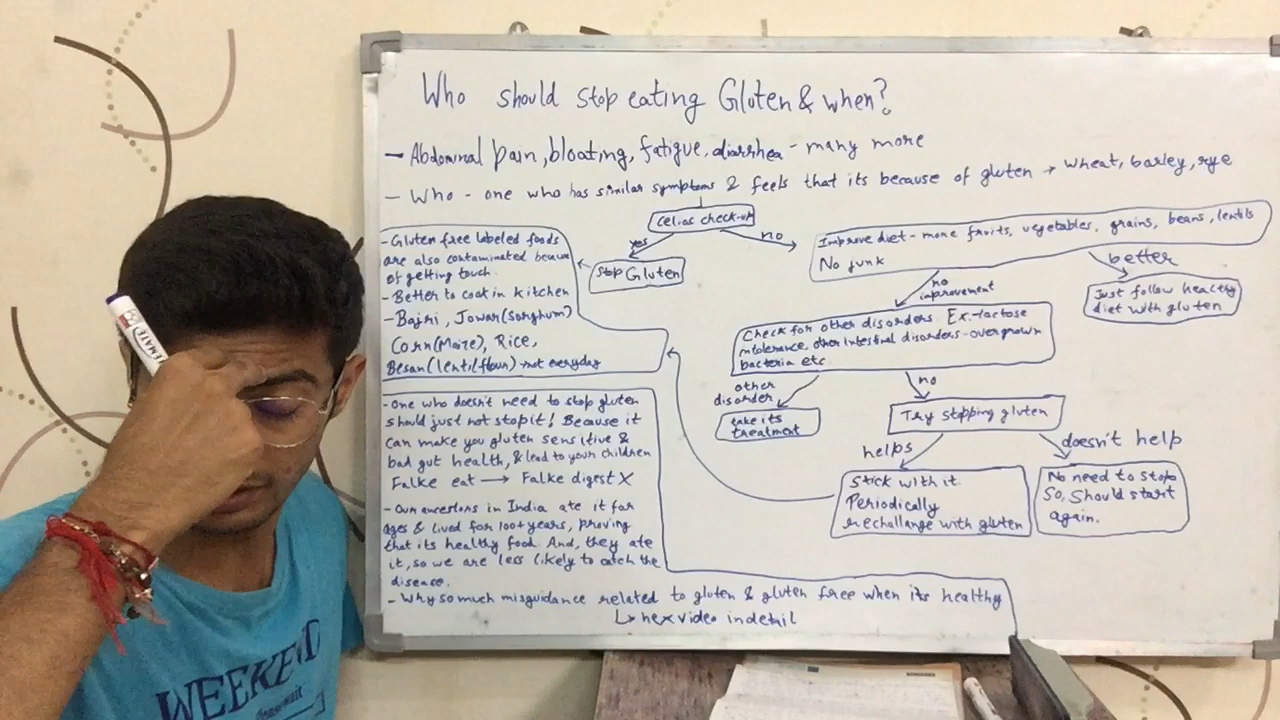 Who should stop eating Gluten & when?
- Abdominal Pain, bloating, fatigue, diarrhea - many more
- Who - one who has similar symptoms & feels that its because of gluten → wheat, barley, rye
celiac check-up
yes
no
Stop Gluten
Improve diet - more fruits, vegetables, grains, beans, lentils
No junk
better
Just follow healthy
diet with gluten
no
improvement
Check for other disorders. Ex.- lactose
intolerance, other intestinal disorders - overgrown
bacteria etc.
other
disorder
take its
treatment
no
Try stopping gluten
helps
doesn't help
Stick with it.
Periodically
rechallange with gluten
No need to stop
So, Should start
again.
- Gluten free labeled foods
are also contaminated because
of getting touch.
- Better to cook in kitchen
- Bajri, Jowar (sorghum)
Corn (Maize), Rice,
Besan (lentil flour) → not everyday
- One who doesn't need to stop gluten
should just not stop it! Because it
can make you gluten sensitive &
bad gut health, & lead to your children
Falke eat → Falke digest X
- Our ancestors in India ate it for
ages & lived for 100+ years, proving
that its healthy food. And, they ate
it, so we are less likely to catch the
disease.
- Why so much misguidance related to gluten & gluten free when its healthy
↳ nex video in detail
WEEKEND